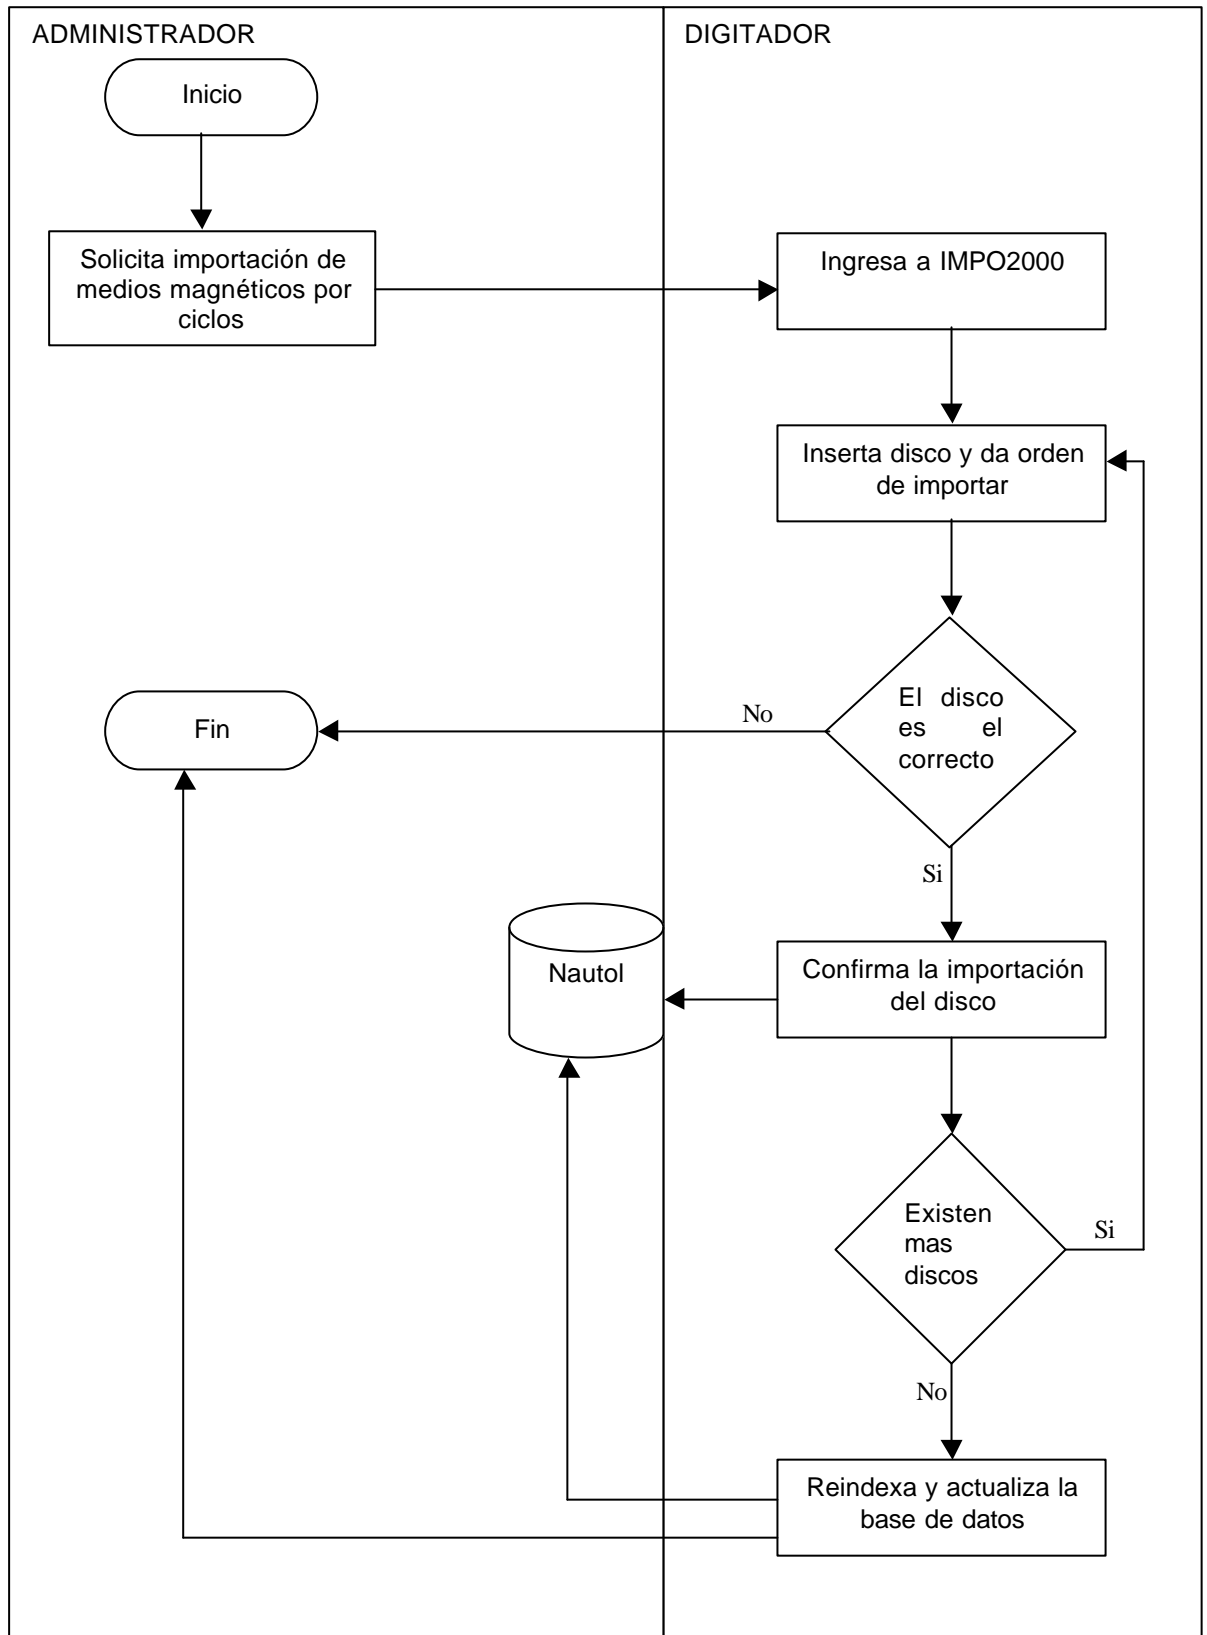 ADMINISTRADOR
DIGITADOR
Inicio
Solicita importación de
medios magnéticos por
ciclos
Ingresa a IMPO2000
Inserta disco y da orden
de importar
El disco
es el
correcto
No
Fin
Si
Confirma la importación
del disco
Nautol
Existen
mas
discos
Si
No
Reindexa y actualiza la
base de datos